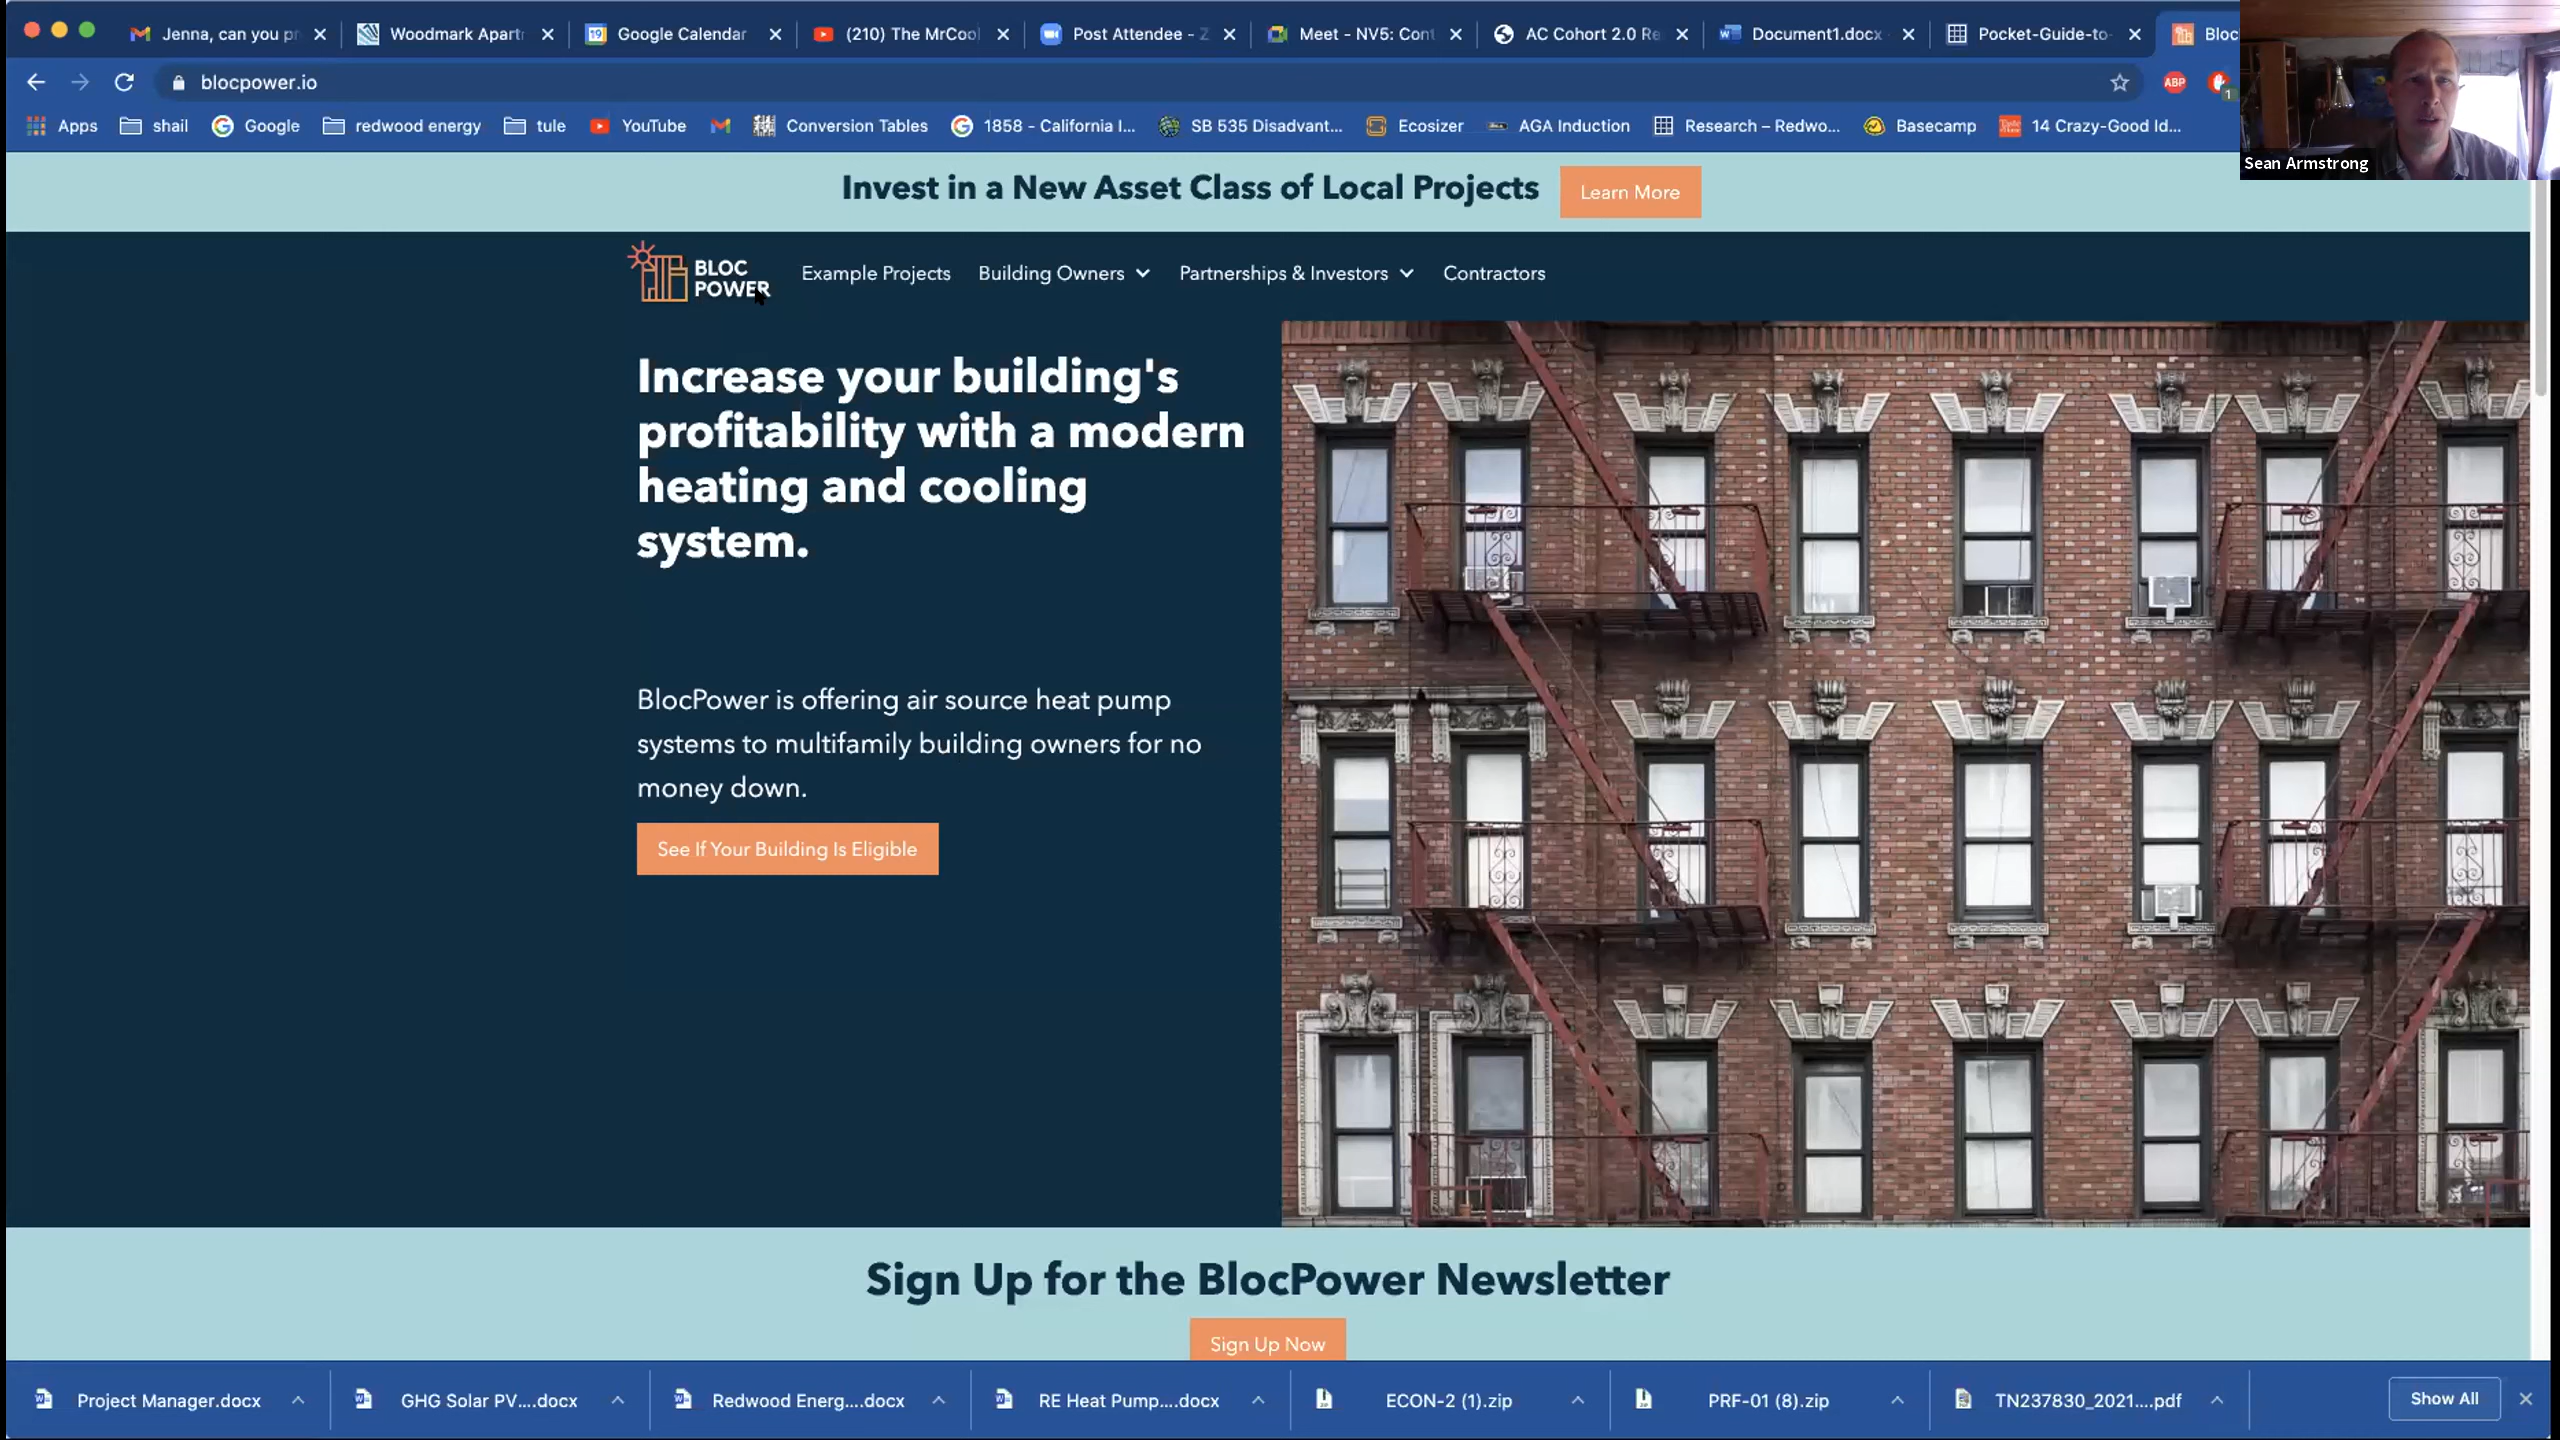 Jenna, can you pr
Woodmark Apart
Google Calendar
(210) The MrCool
Post Attendee - Z
Meet - NV5: Cont
AC Cohort 2.0 Re
Document1.docx
Pocket-Guide-to-
Bloc
blocpower.io
ABP
1
Apps
shail
Google
redwood energy
tule
YouTube
Conversion Tables
1858 - California I...
SB 535 Disadvant...
Ecosizer
AGA Induction
Research – Redwo...
Basecamp
14 Crazy-Good Id...
Sean Armstrong
Invest in a New Asset Class of Local Projects
Learn More
BLOC
POWER
Example Projects
Building Owners
Partnerships & Investors
Contractors
Increase your building's
profitability with a modern
heating and cooling
system.
BlocPower is offering air source heat pump
systems to multifamily building owners for no
money down.
See If Your Building Is Eligible
Sign Up for the BlocPower Newsletter
Sign Up Now
Project Manager.docx
GHG Solar PV....docx
Redwood Energ....docx
RE Heat Pump....docx
ECON-2 (1).zip
PRF-01 (8).zip
TN237830_2021....pdf
Show All